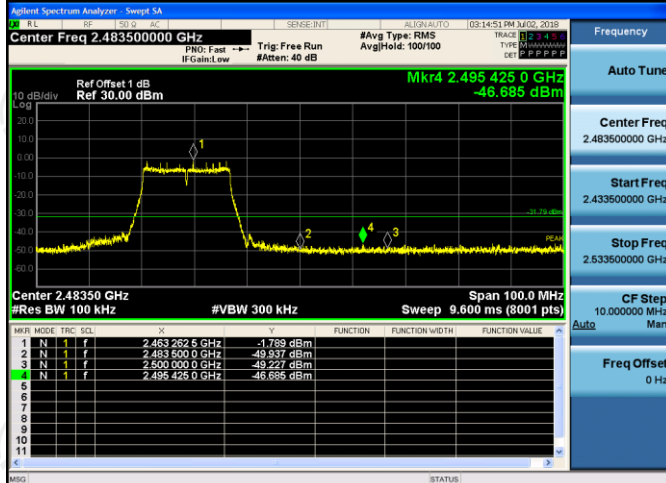 Agilent Spectrum Analyzer - Swept SA
RL RF 50 Ω AC SENSE:INT ALIGNAUTO 03:14:51 PM Jul 02, 2018
Center Freq 2.483500000 GHz #Avg Type: RMS TRACE 1 2 3 4 5 6
PNO: Fast Trig: Free Run Avg|Hold: 100/100 TYPE M
IFGain:Low #Atten: 40 dB DET P P P P P P
Frequency
Auto Tune
Mkr4 2.495 425 0 GHz
-46.685 dBm
Ref Offset 1 dB
10 dB/div Ref 30.00 dBm
Log
20.0
10.0
0.00
-10.0
-20.0
-30.0
-40.0
-50.0
-60.0
1
2
4
3
-31.79 dBm
PEAK
Center 2.48350 GHz Span 100.0 MHz
#Res BW 100 kHz #VBW 300 kHz Sweep 9.600 ms (8001 pts)
MKR MODE TRC SCL X Y FUNCTION FUNCTION WIDTH FUNCTION VALUE
1 N 1 f 2.463 262 5 GHz -1.789 dBm
2 N 1 f 2.483 500 0 GHz -49.937 dBm
3 N 1 f 2.500 000 0 GHz -49.227 dBm
4 N 1 f 2.495 425 0 GHz -46.685 dBm
5
6
7
8
9
10
11
Center Freq
2.483500000 GHz
Start Freq
2.433500000 GHz
Stop Freq
2.533500000 GHz
CF Step
10.000000 MHz
Auto Man
Freq Offset
0 Hz
MSG STATUS